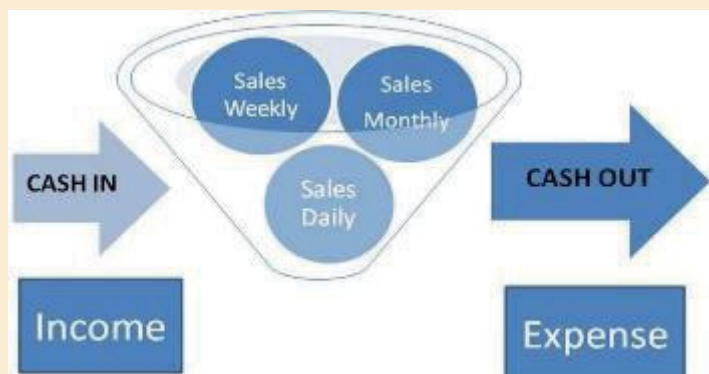 Sales
Weekly
Sales
Monthly
CASH IN
CASH OUT
Sales
Daily
Income
Expense